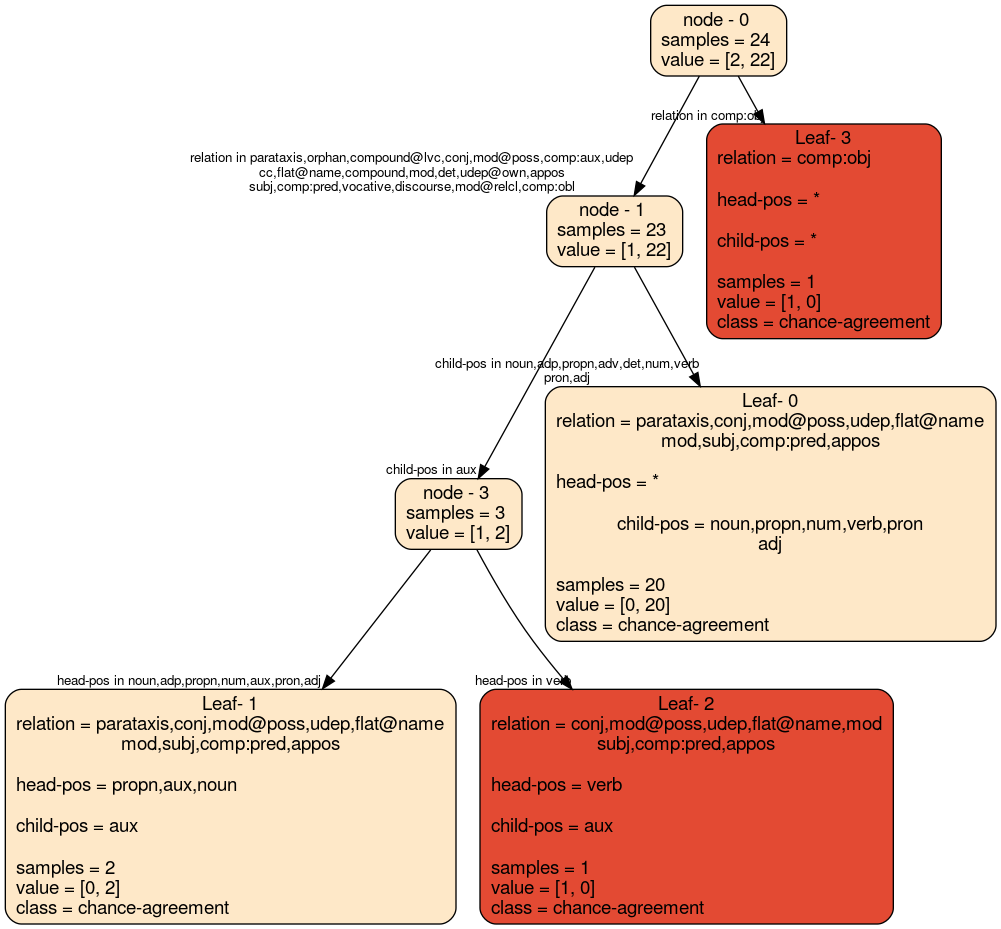 node - 0
samples = 24
value = [2, 22]
relation in comp:obj
Leaf- 3
relation = comp:obj
head-pos = *
child-pos = *
samples = 1
value = [1, 0]
class = chance-agreement
relation in parataxis,orphan,compound@lvc,conj,mod@poss,comp:aux,udep
cc,flat@name,compound,mod,det,udep@own,appos
subj,comp:pred,vocative,discourse,mod@relcl,comp:obl
node - 1
samples = 23
value = [1, 22]
child-pos in noun,adp,propn,adv,det,num,verb
pron,adj
Leaf- 0
relation = parataxis,conj,mod@poss,udep,flat@name
mod,subj,comp:pred,appos
head-pos = *
child-pos = noun,propn,num,verb,pron
adj
samples = 20
value = [0, 20]
class = chance-agreement
child-pos in aux
node - 3
samples = 3
value = [1, 2]
head-pos in noun,adp,propn,num,aux,pron,adj
Leaf- 1
relation = parataxis,conj,mod@poss,udep,flat@name
mod,subj,comp:pred,appos
head-pos = propn,aux,noun
child-pos = aux
samples = 2
value = [0, 2]
class = chance-agreement
head-pos in verb
Leaf- 2
relation = conj,mod@poss,udep,flat@name,mod
subj,comp:pred,appos
head-pos = verb
child-pos = aux
samples = 1
value = [1, 0]
class = chance-agreement